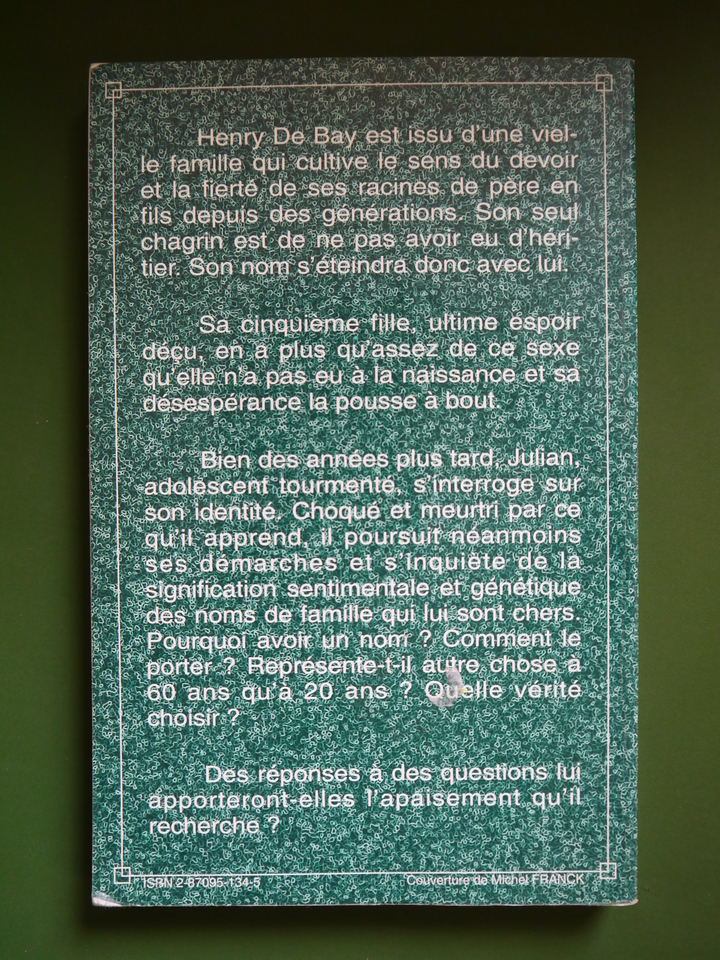 Henry De Bay est issu d'une viel-
le famille qui cultive le sens du devoir
et la fierté de ses racines de père en
fils depuis des générations. Son seul
chagrin est de ne pas avoir eu d'héri-
tier. Son nom s'éteindra donc avec lui.
Sa cinquième fille, ultime espoir
déçu, en a plus qu'assez de ce sexe
qu'elle n'a pas eu à la naissance et sa
désespérance la pousse à bout.
Bien des années plus tard, Julian,
adolescent tourmenté, s'interroge sur
son identité. Choqué et meurtri par ce
qu'il apprend, il poursuit néanmoins
ses démarches et s'inquiète de la
signification sentimentale et génétique
des noms de famille qui lui sont chers.
Pourquoi avoir un nom ? Comment le
porter ? Représente-t-il autre chose à
60 ans qu'à 20 ans ? Quelle vérité
choisir ?
Des réponses à des questions lui
apporteront-elles l'apaisement qu'il
recherche ?
ISBN 2-87095-134-5 Couverture de Michel FRANCK